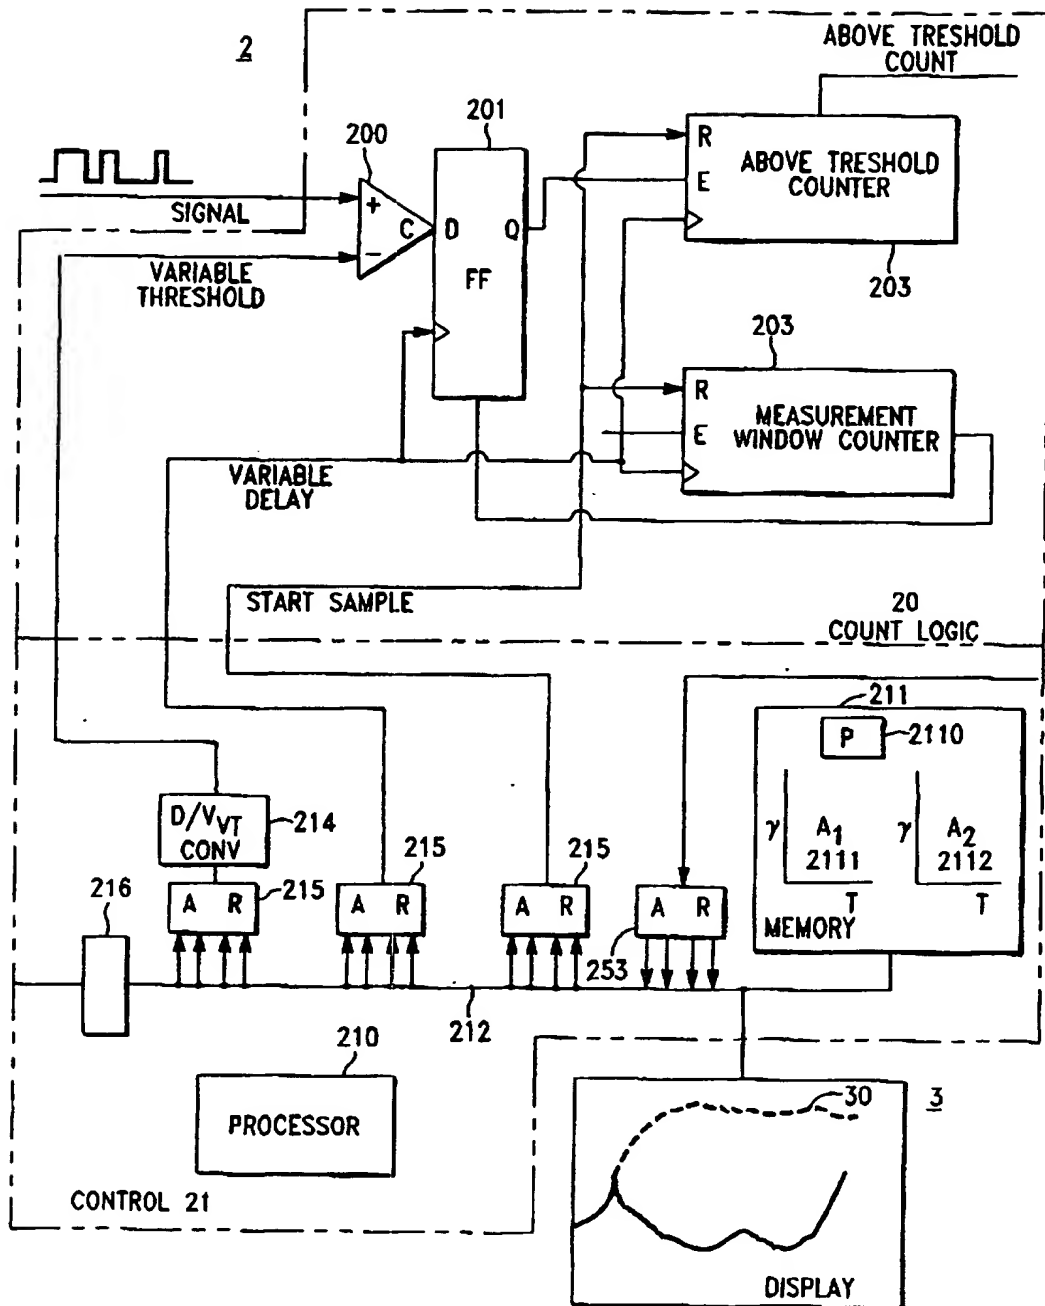 2
ABOVE TRESHOLD
COUNT
200
201
R
ABOVE TRESHOLD
COUNTER
E
+
SIGNAL
C
D
Q
−
FF
VARIABLE
THRESHOLD
203
203
R
MEASUREMENT
WINDOW COUNTER
E
VARIABLE
DELAY
START SAMPLE
20
COUNT LOGIC
211
P
2110
D/VVT
CONV
214
γ
A1
2111
T
γ
A2
2112
T
MEMORY
216
A R
215
A R
215
A R
215
A R
253
212
210
PROCESSOR
30
3
CONTROL 21
DISPLAY